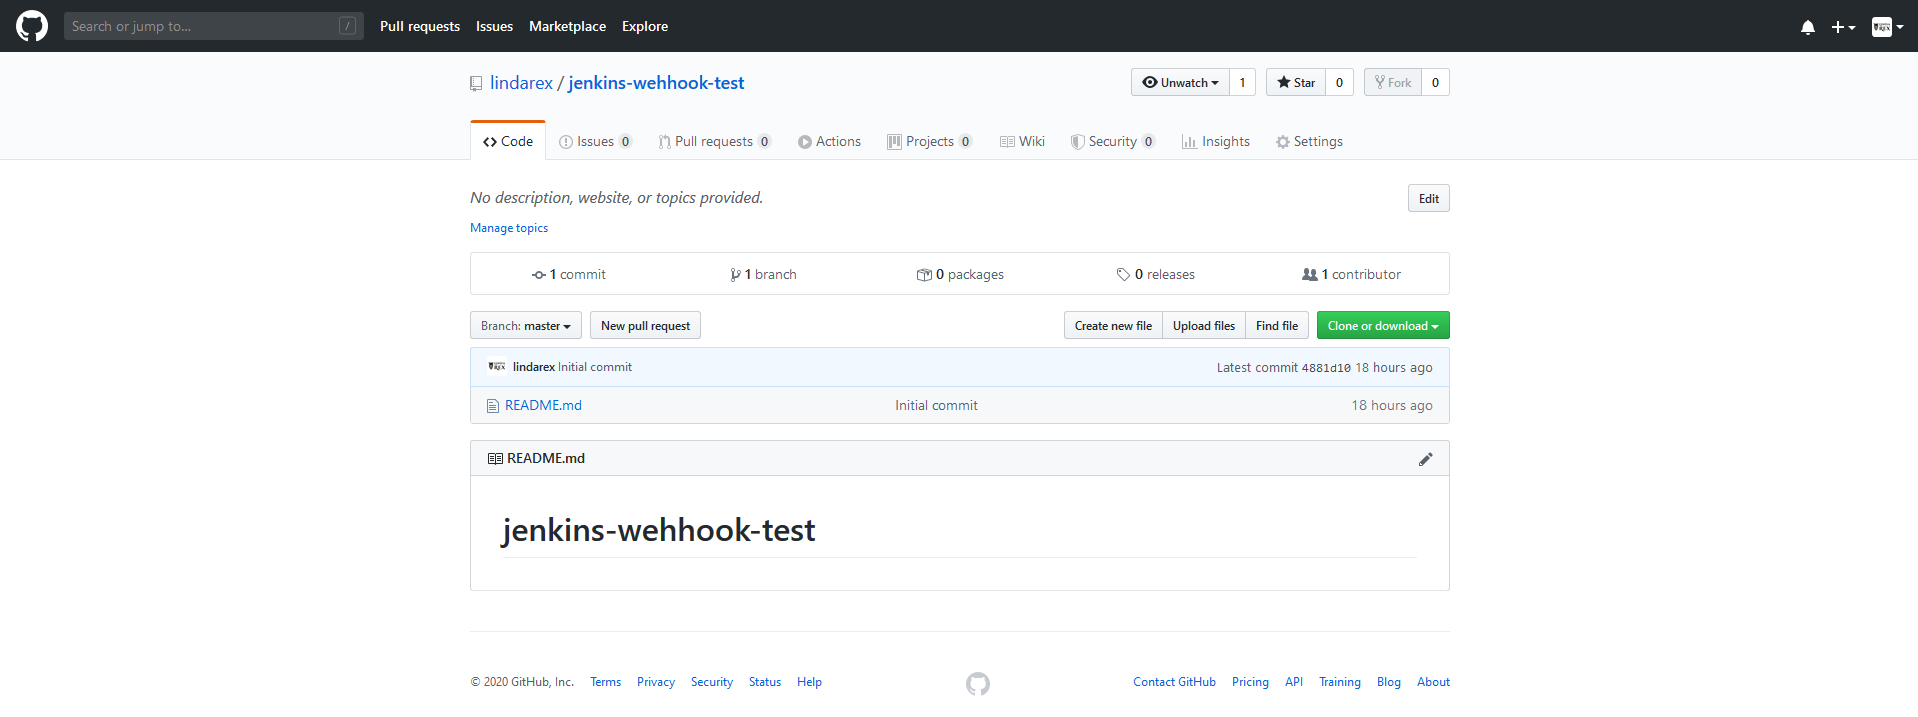 Search or jump to... / Pull requests Issues Marketplace Explore
lindarex / jenkins-wehhook-test Unwatch 1 Star 0 Fork 0
Code Issues 0 Pull requests 0 Actions Projects 0 Wiki Security 0 Insights Settings
No description, website, or topics provided. Edit
Manage topics
1 commit 1 branch 0 packages 0 releases 1 contributor
Branch: master New pull request Create new file Upload files Find file Clone or download
lindarex Initial commit Latest commit 4881d10 18 hours ago
README.md Initial commit 18 hours ago
README.md
jenkins-wehhook-test
© 2020 GitHub, Inc. Terms Privacy Security Status Help Contact GitHub Pricing API Training Blog About